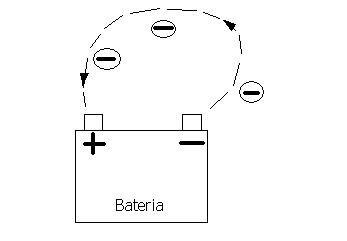 + −
Bateria